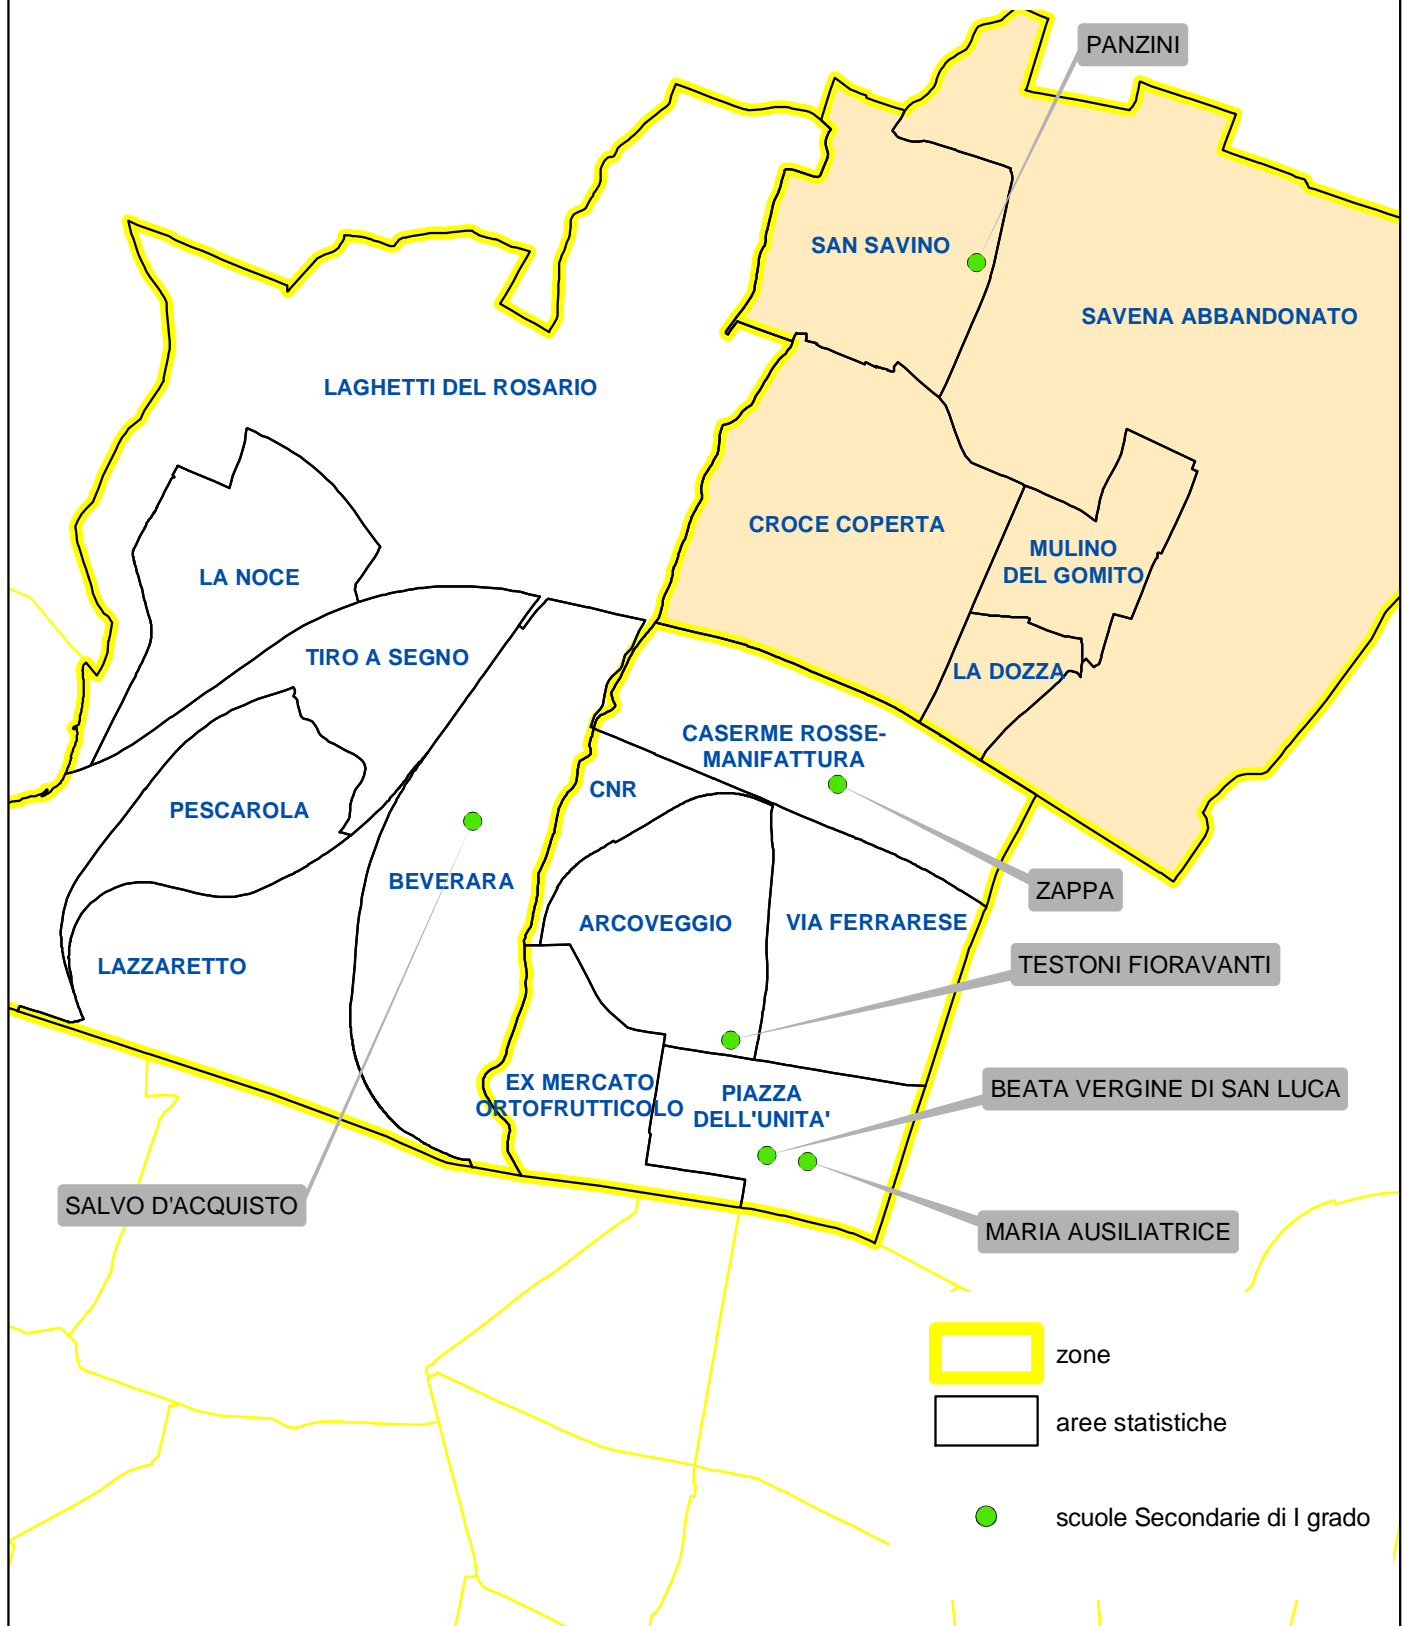 PANZINI
SAN SAVINO
SAVENA ABBANDONATO
LAGHETTI DEL ROSARIO
CROCE COPERTA
MULINO
DEL GOMITO
LA NOCE
TIRO A SEGNO
LA DOZZA
CASERME ROSSE-
MANIFATTURA
CNR
PESCAROLA
BEVERARA
ZAPPA
ARCOVEGGIO
VIA FERRARESE
LAZZARETTO
TESTONI FIORAVANTI
EX MERCATO
ORTOFRUTTICOLO
PIAZZA
DELL'UNITA'
BEATA VERGINE DI SAN LUCA
SALVO D'ACQUISTO
MARIA AUSILIATRICE
zone
aree statistiche
scuole Secondarie di I grado